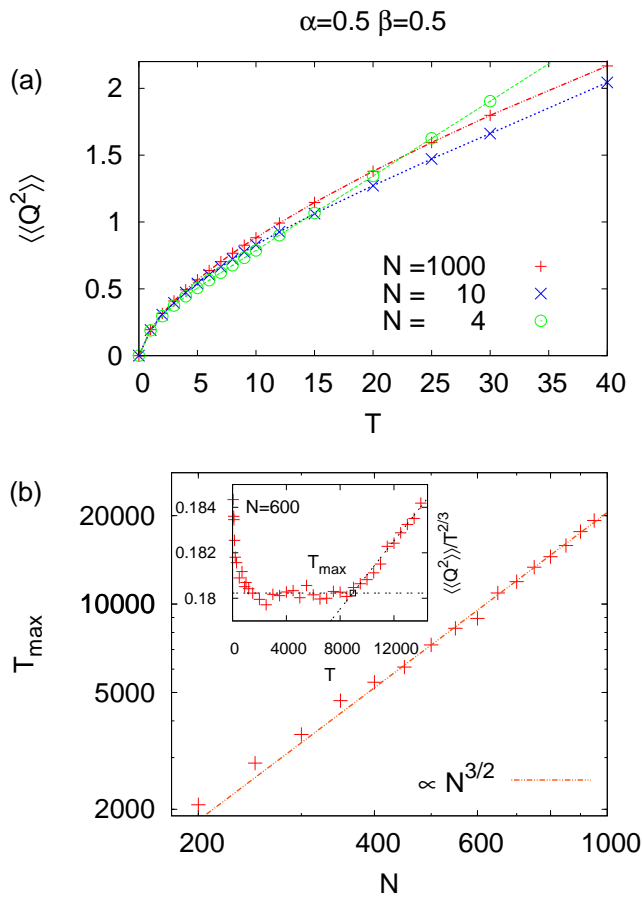 α=0.5 β=0.5
(a)
2
1.5
1
0.5
0
⟨⟨Q²⟩⟩
N =1000
N = 10
N = 4
0 5 10 15 20 25 30 35 40
T
(b)
20000
10000
5000
2000
T_max
0.184
0.182
0.18
N=600
T_max
⟨⟨Q²⟩⟩/T^{2/3}
0 4000 8000 12000
T
∝ N^{3/2}
200 400 600 1000
N